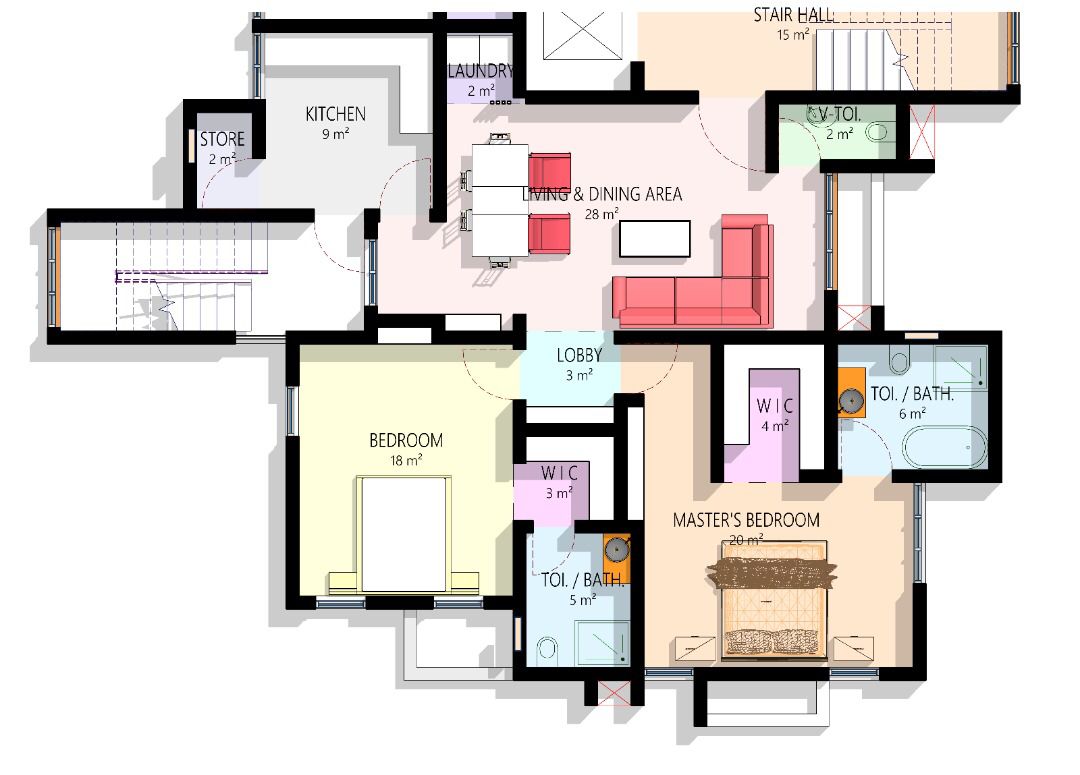 STAIR HALL
15 m²
LAUNDRY
2 m²
KITCHEN
9 m²
V-TOI.
2 m²
STORE
2 m²
LIVING & DINING AREA
28 m²
LOBBY
3 m²
TOI. / BATH.
6 m²
W I C
4 m²
BEDROOM
18 m²
W I C
3 m²
MASTER'S BEDROOM
20 m²
TOI. / BATH.
5 m²